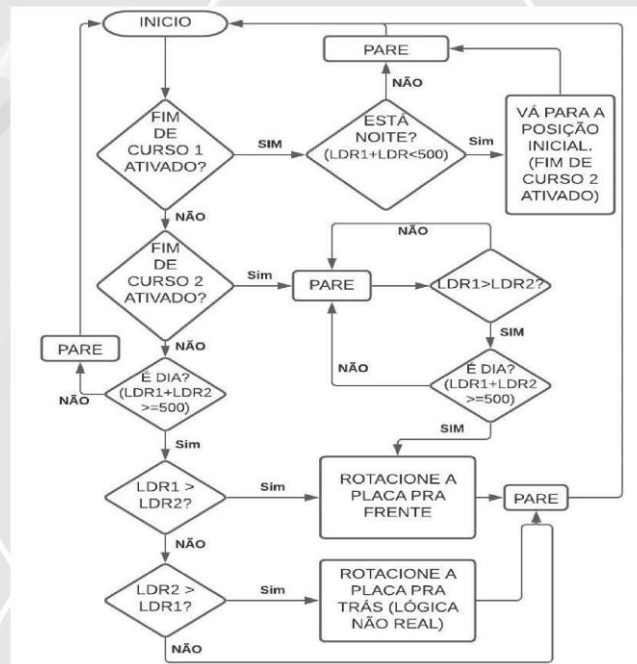 INICIO
PARE
NÃO
FIM
DE
CURSO 1
ATIVADO?
SIM
ESTÁ
NOITE?
(LDR1+LDR<500)
Sim
VÁ PARA A
POSIÇÃO
INICIAL.
(FIM DE
CURSO 2
ATIVADO)
NÃO
FIM
DE
CURSO 2
ATIVADO?
Sim
PARE
NÃO
LDR1>LDR2?
SIM
NÃO
É DIA?
(LDR1+LDR2
>=500)
SIM
NÃO
PARE
NÃO
É DIA?
(LDR1+LDR2
>=500)
Sim
LDR1 >
LDR2?
Sim
ROTACIONE A
PLACA PRA
FRENTE
PARE
NÃO
LDR2 >
LDR1?
Sim
ROTACIONE A
PLACA PRA
TRÁS (LÓGICA
NÃO REAL)
NÃO